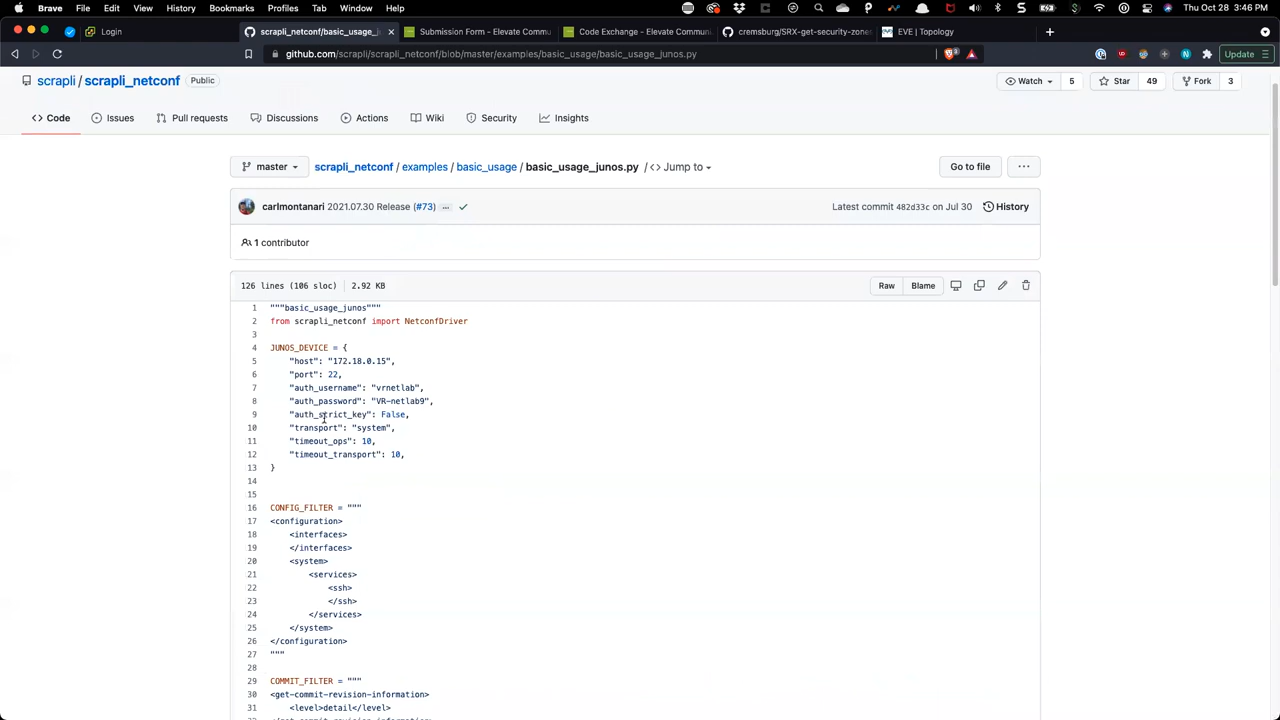 Brave File Edit View History Bookmarks Profiles Tab Window Help Thu Oct 28 3:46 PM
Login scrapli_netconf/basic_usage_j Submission Form - Elevate Commu Code Exchange - Elevate Communi cremsburg/SRX-get-security-zones EVE | Topology
github.com/scrapli/scrapli_netconf/blob/master/examples/basic_usage/basic_usage_junos.py Update
scrapli / scrapli_netconf Public Watch 5 Star 49 Fork 3
Code Issues Pull requests Discussions Actions Wiki Security Insights
master scrapli_netconf / examples / basic_usage / basic_usage_junos.py / <> Jump to Go to file ...
carlmontanari 2021.07.30 Release (#73) ... Latest commit 482d33c on Jul 30 History
1 contributor
126 lines (106 sloc) 2.92 KB Raw Blame
1 """basic_usage_junos"""
2 from scrapli_netconf import NetconfDriver
3
4 JUNOS_DEVICE = {
5 "host": "172.18.0.15",
6 "port": 22,
7 "auth_username": "vrnetlab",
8 "auth_password": "VR-netlab9",
9 "auth_strict_key": False,
10 "transport": "system",
11 "timeout_ops": 10,
12 "timeout_transport": 10,
13 }
14
15
16 CONFIG_FILTER = """
17 <configuration>
18 <interfaces>
19 </interfaces>
20 <system>
21 <services>
22 <ssh>
23 </ssh>
24 </services>
25 </system>
26 </configuration>
27 """
28
29 COMMIT_FILTER = """
30 <get-commit-revision-information>
31 <level>detail</level>